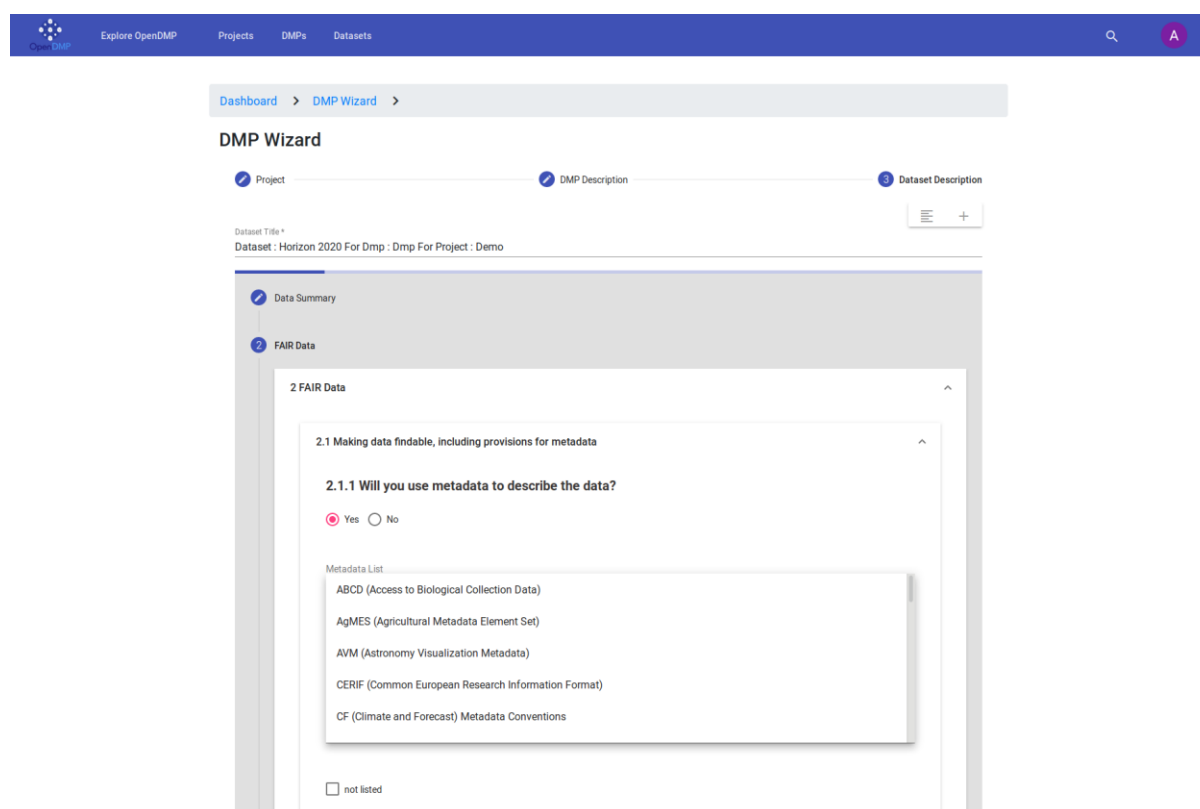 OpenDMP Explore OpenDMP Projects DMPs Datasets A
Dashboard > DMP Wizard >
DMP Wizard
Project DMP Description 3 Dataset Description
Dataset Title *
Dataset : Horizon 2020 For Dmp : Dmp For Project : Demo
Data Summary
2 FAIR Data
2 FAIR Data
2.1 Making data findable, including provisions for metadata
2.1.1 Will you use metadata to describe the data?
Yes No
Metadata List
ABCD (Access to Biological Collection Data)
AgMES (Agricultural Metadata Element Set)
AVM (Astronomy Visualization Metadata)
CERIF (Common European Research Information Format)
CF (Climate and Forecast) Metadata Conventions
not listed